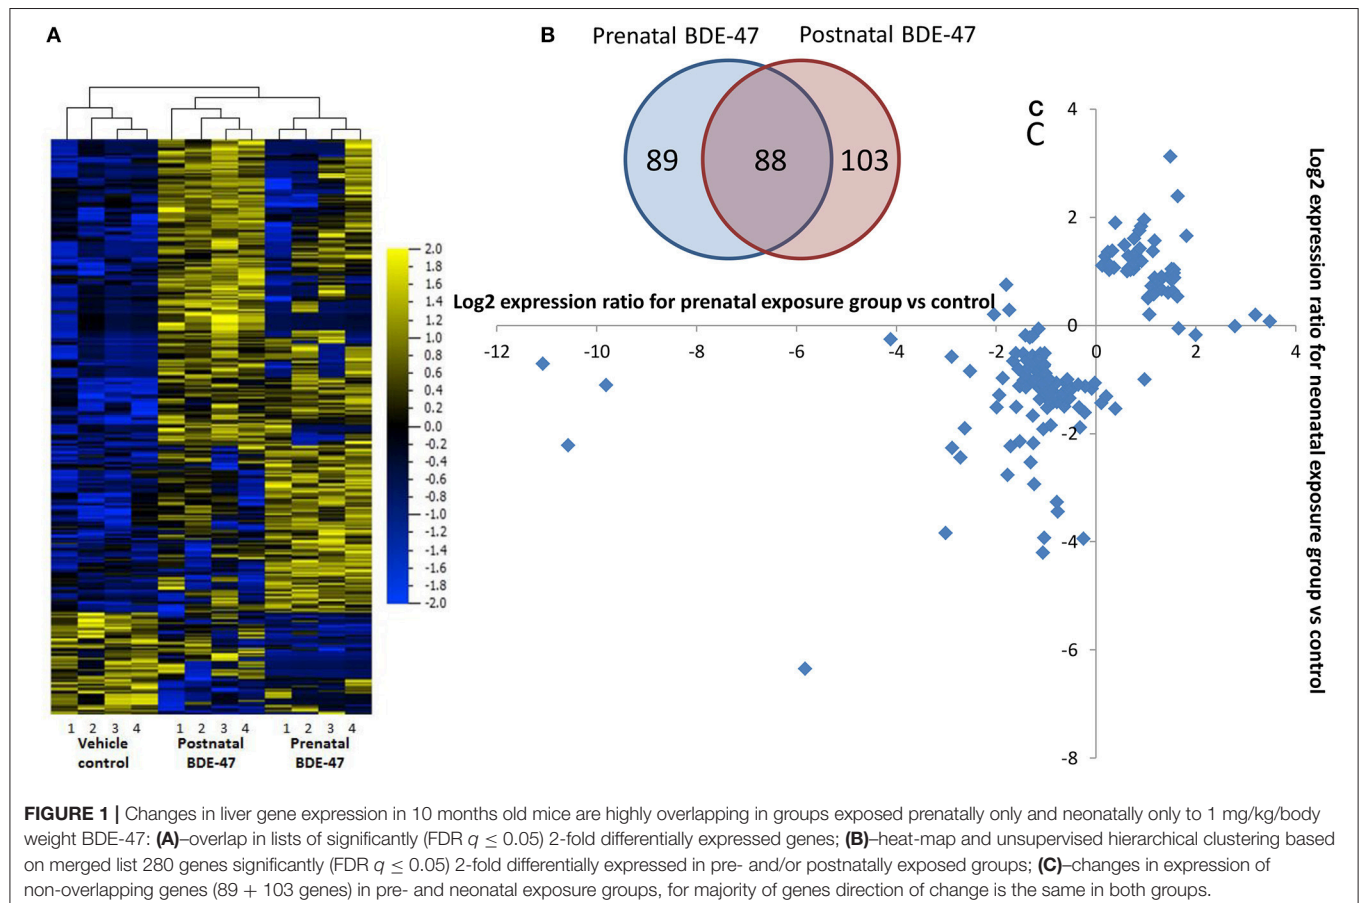 A
B
Prenatal BDE-47
Postnatal BDE-47
89
88
103
C
C
4
2
0
-2
-4
-6
-8
Log2 expression ratio for prenatal exposure group vs control
-12
-10
-8
-6
-4
-2
0
2
4
Log2 expression ratio for neonatal exposure group vs control
2.0
1.8
1.6
1.4
1.2
1.0
0.8
0.6
0.4
0.2
0.0
-0.2
-0.4
-0.6
-0.8
-1.0
-1.2
-1.4
-1.6
-1.8
-2.0
1 2 3 4
Vehicle
control
1 2 3 4
Postnatal
BDE-47
1 2 3 4
Prenatal
BDE-47
FIGURE 1 | Changes in liver gene expression in 10 months old mice are highly overlapping in groups exposed prenatally only and neonatally only to 1 mg/kg/body
weight BDE-47: (A)–overlap in lists of significantly (FDR q ≤ 0.05) 2-fold differentially expressed genes; (B)–heat-map and unsupervised hierarchical clustering based
on merged list 280 genes significantly (FDR q ≤ 0.05) 2-fold differentially expressed in pre- and/or postnatally exposed groups; (C)–changes in expression of
non-overlapping genes (89 + 103 genes) in pre- and neonatal exposure groups, for majority of genes direction of change is the same in both groups.